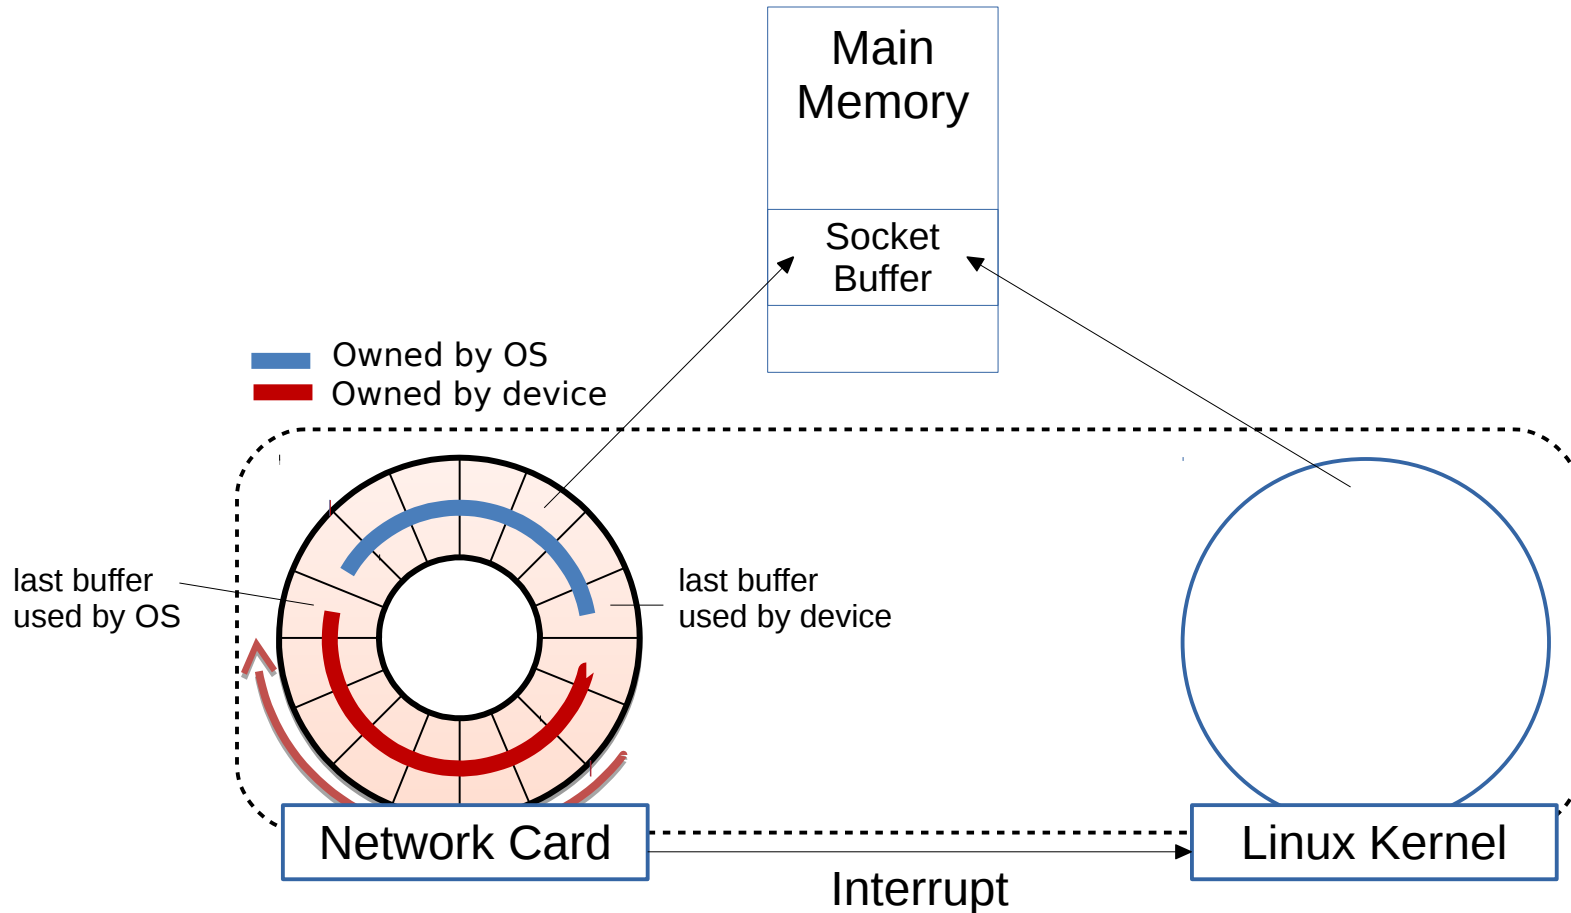 Main
Memory
Socket
Buffer
Owned by OS
Owned by device
last buffer
used by OS
last buffer
used by device
Network Card
Linux Kernel
Interrupt